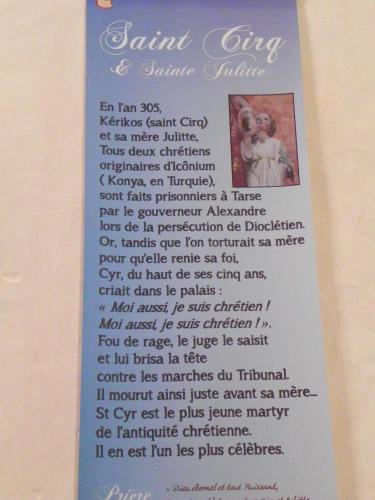 Saint Cirq
& Sainte Julitte
En l'an 305,
Kérikos (saint Cirq)
et sa mère Julitte,
Tous deux chrétiens
originaires d'Icônium
( Konya, en Turquie),
sont faits prisonniers à Tarse
par le gouverneur Alexandre
lors de la persécution de Dioclétien.
Or, tandis que l'on torturait sa mère
pour qu'elle renie sa foi,
Cyr, du haut de ses cinq ans,
criait dans le palais :
« Moi aussi, je suis chrétien !
Moi aussi, je suis chrétien ! ».
Fou de rage, le juge le saisit
et lui brisa la tête
contre les marches du Tribunal.
Il mourut ainsi juste avant sa mère...
St Cyr est le plus jeune martyr
de l'antiquité chrétienne.
Il en est l'un les plus célèbres.
Prière
« Dieu éternel et tout Puissant,